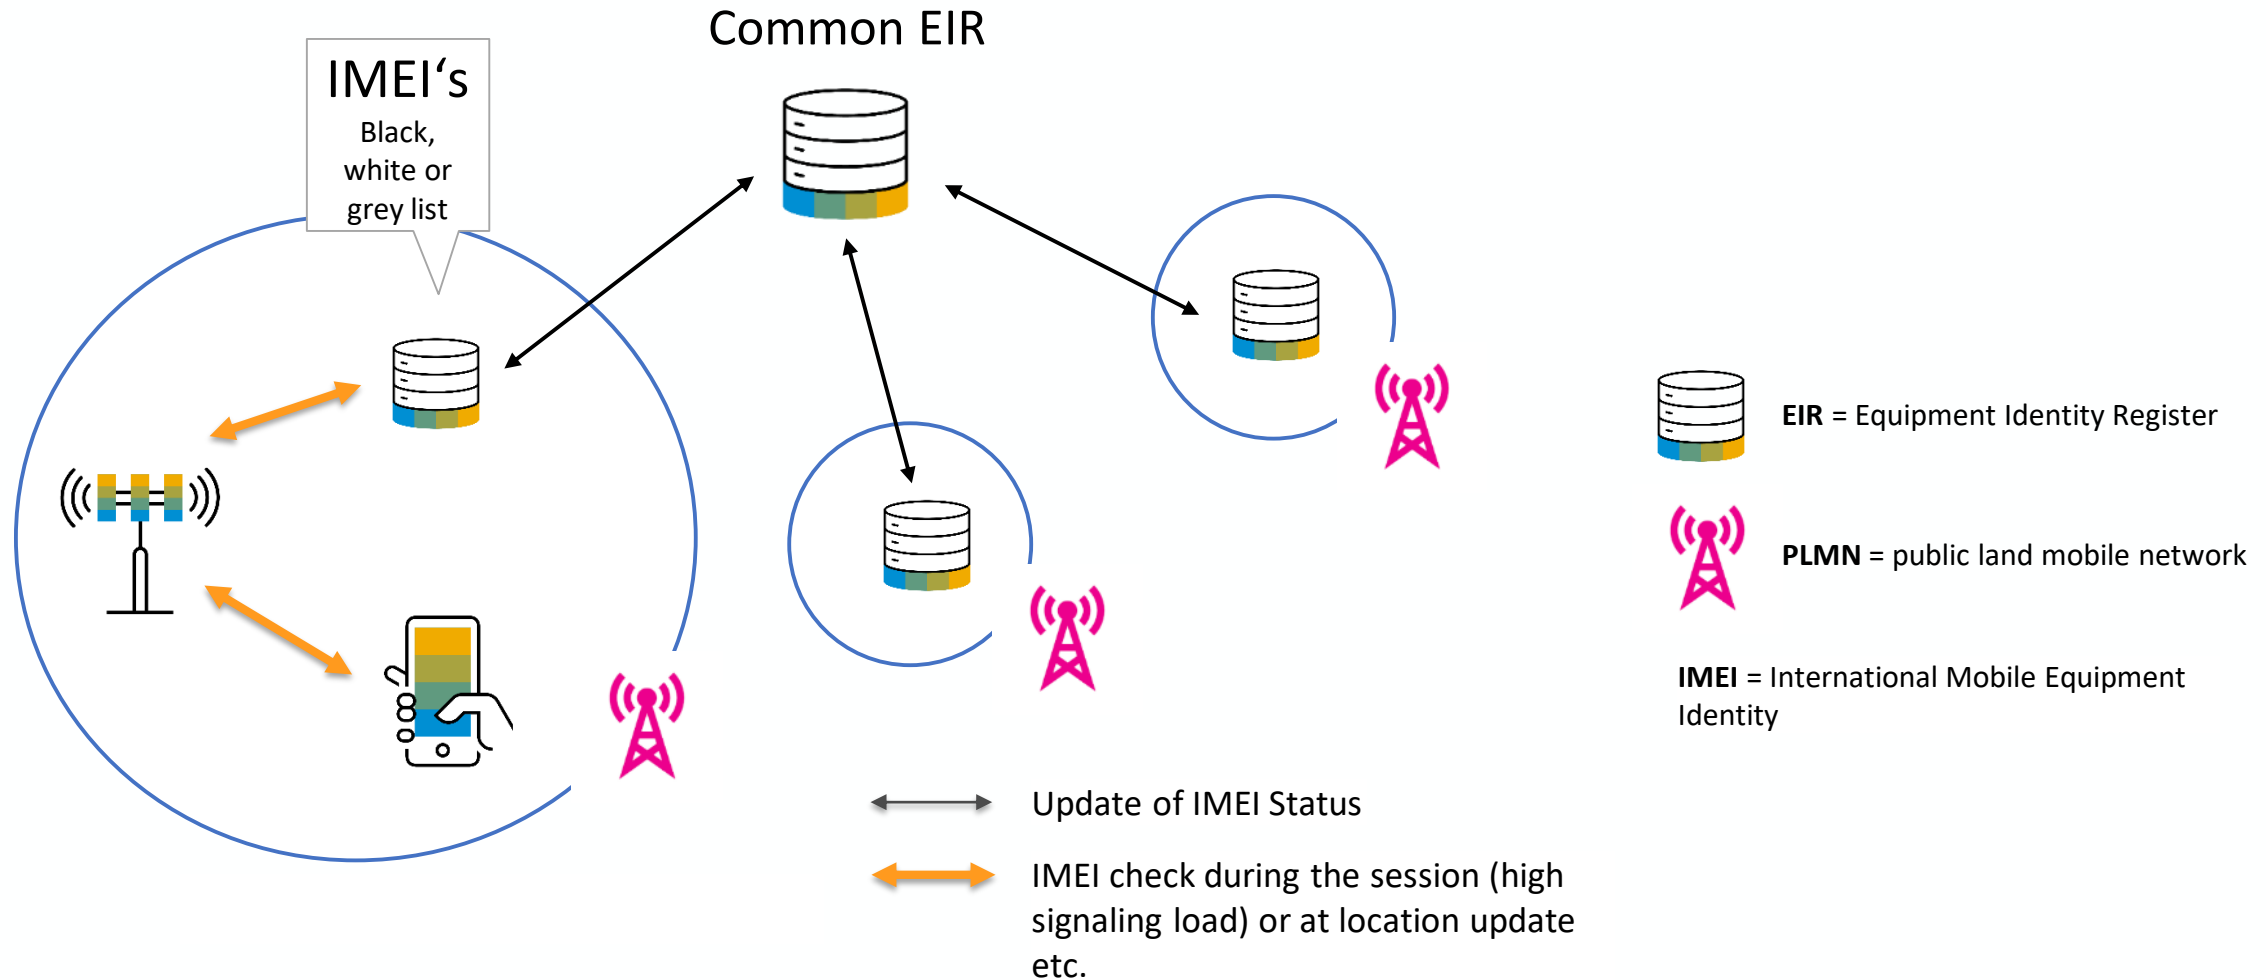 Common EIR
IMEI‘s
Black,
white or
grey list
EIR = Equipment Identity Register
PLMN = public land mobile network
IMEI = International Mobile Equipment
Identity
Update of IMEI Status
IMEI check during the session (high
signaling load) or at location update
etc.